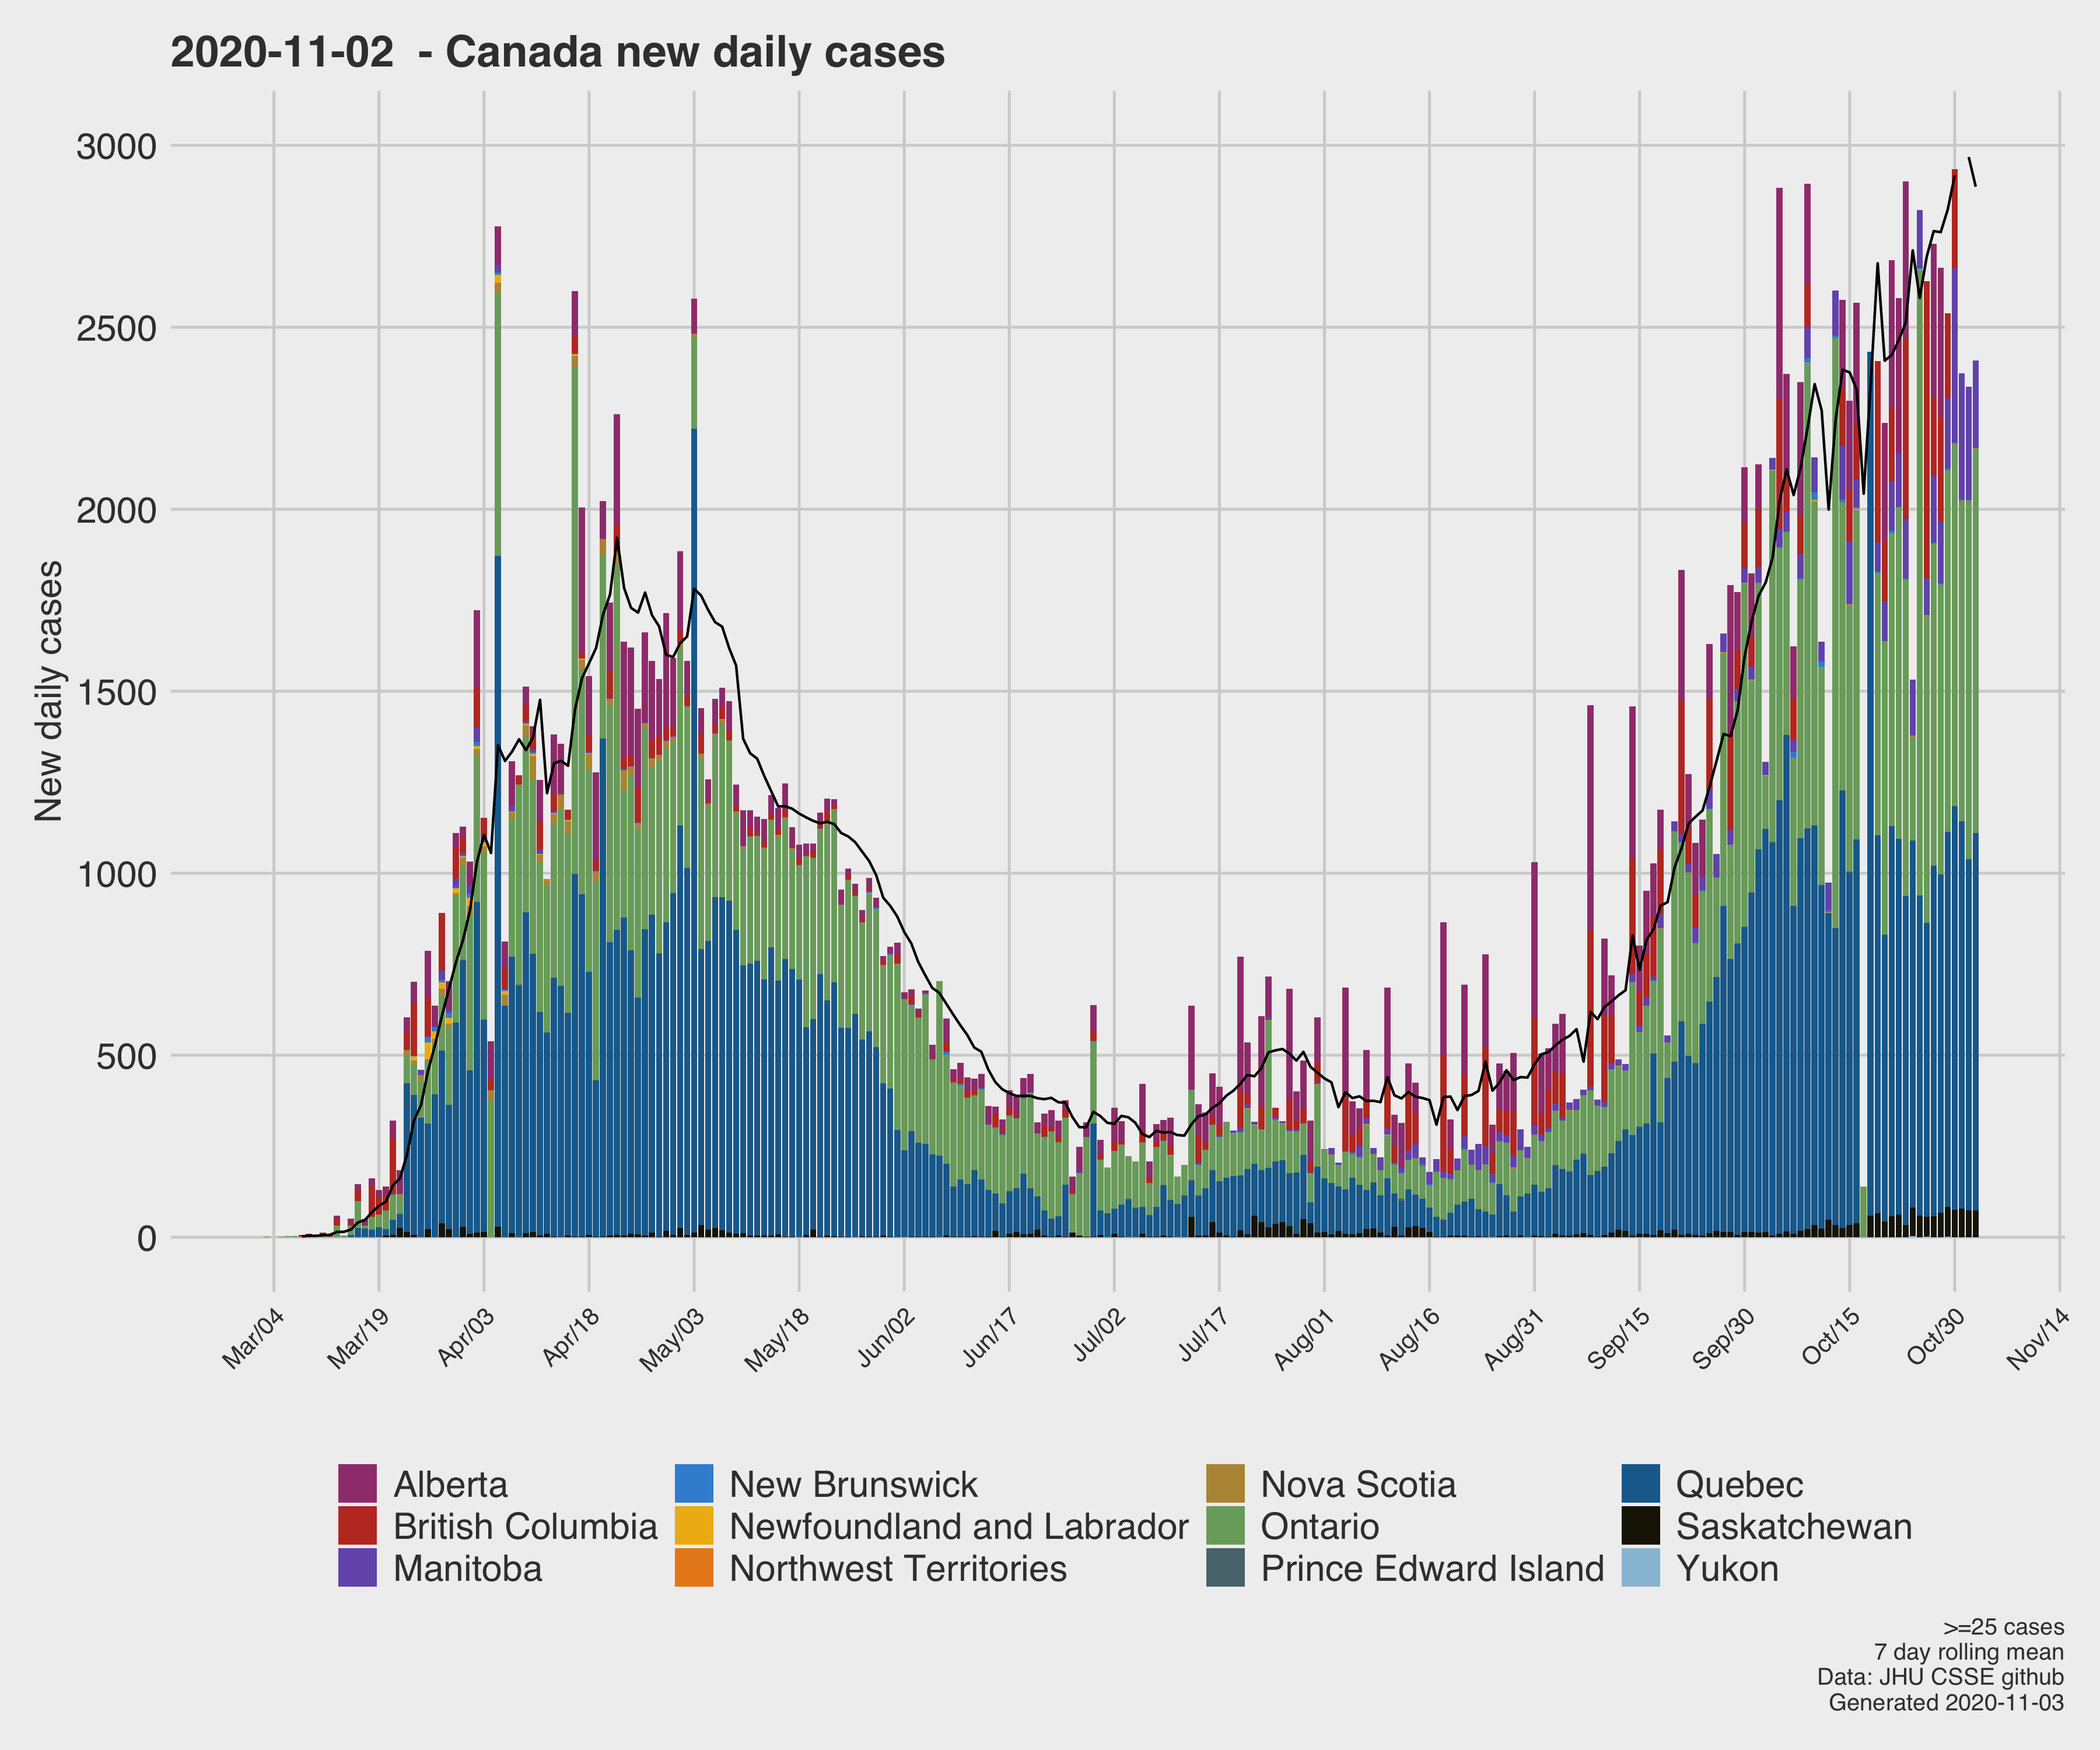 2020-11-02  - Canada new daily cases
New daily cases
3000
2500
2000
1500
1000
500
0
Mar/04
Mar/19
Apr/03
Apr/18
May/03
May/18
Jun/02
Jun/17
Jul/02
Jul/17
Aug/01
Aug/16
Aug/31
Sep/15
Sep/30
Oct/15
Oct/30
Nov/14
Alberta
New Brunswick
Nova Scotia
Quebec
British Columbia
Newfoundland and Labrador
Ontario
Saskatchewan
Manitoba
Northwest Territories
Prince Edward Island
Yukon
>=25 cases
7 day rolling mean
Data: JHU CSSE github
Generated 2020-11-03